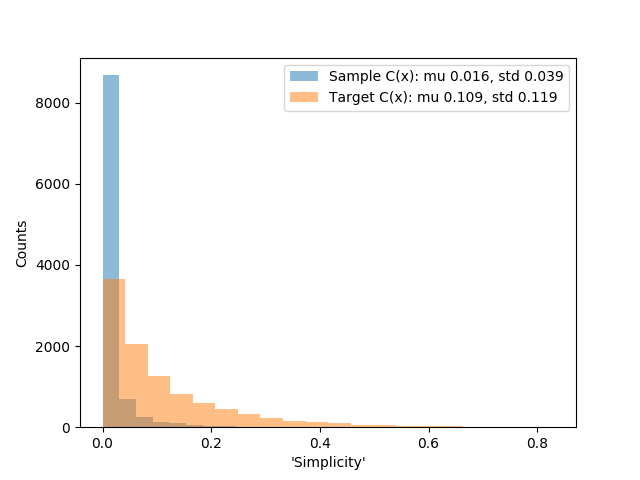 Sample C(x): mu 0.016, std 0.039
Target C(x): mu 0.109, std 0.119
8000
6000
4000
2000
0
Counts
0.0 0.2 0.4 0.6 0.8
'Simplicity'